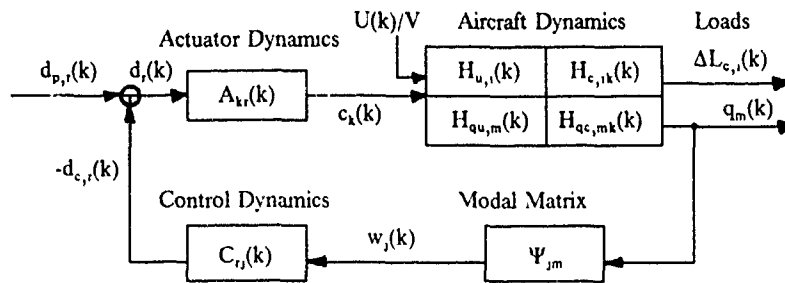 U(k)/V Aircraft Dynamics Loads
Actuator Dynamics
d_{p,r}(k) d_r(k) A_{kr}(k) c_k(k) H_{u,i}(k) H_{c,ik}(k) ΔL_{c,i}(k)
H_{qu,m}(k) H_{qc,mk}(k) q_m(k)
-d_{c,r}(k)
Control Dynamics Modal Matrix
C_{rj}(k) w_j(k) Ψ_{jm}